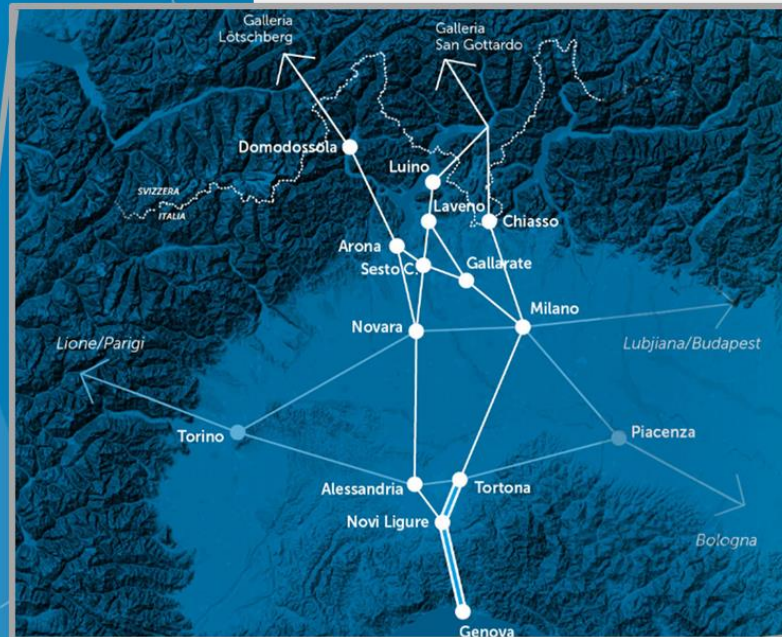 Galleria
Lötschberg
Galleria
San Gottardo
Domodossola
Luino
SVIZZERA
ITALIA
Laveno
Chiasso
Arona
Sesto C.
Gallarate
Novara
Milano
Lione/Parigi
Lubjiana/Budapest
Torino
Piacenza
Alessandria
Tortona
Novi Ligure
Bologna
Genova